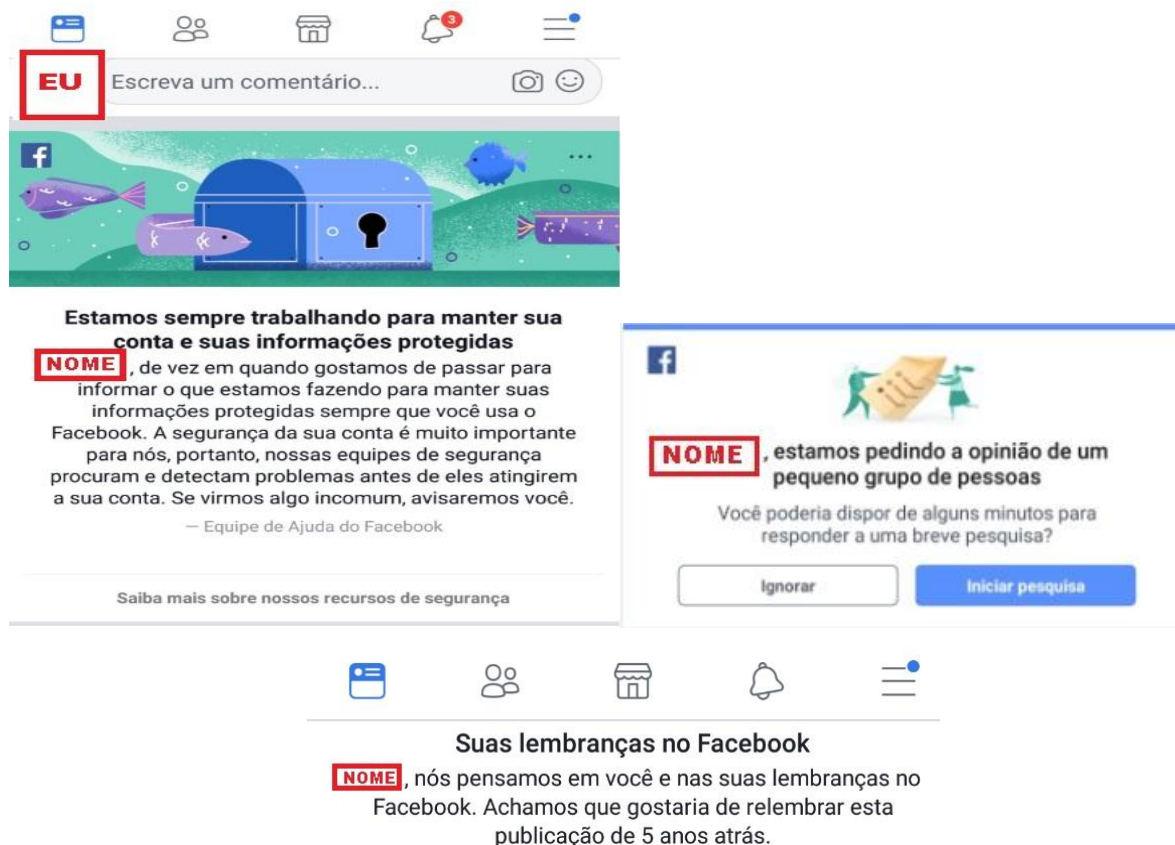 3
EU
Escreva um comentário...
f
Estamos sempre trabalhando para manter sua
conta e suas informações protegidas
NOME, de vez em quando gostamos de passar para
informar o que estamos fazendo para manter suas
informações protegidas sempre que você usa o
Facebook. A segurança da sua conta é muito importante
para nós, portanto, nossas equipes de segurança
procuram e detectam problemas antes de eles atingirem
a sua conta. Se virmos algo incomum, avisaremos você.
— Equipe de Ajuda do Facebook
Saiba mais sobre nossos recursos de segurança
f
NOME, estamos pedindo a opinião de um
pequeno grupo de pessoas
Você poderia dispor de alguns minutos para
responder a uma breve pesquisa?
Ignorar
Iniciar pesquisa
Suas lembranças no Facebook
NOME, nós pensamos em você e nas suas lembranças no
Facebook. Achamos que gostaria de relembrar esta
publicação de 5 anos atrás.